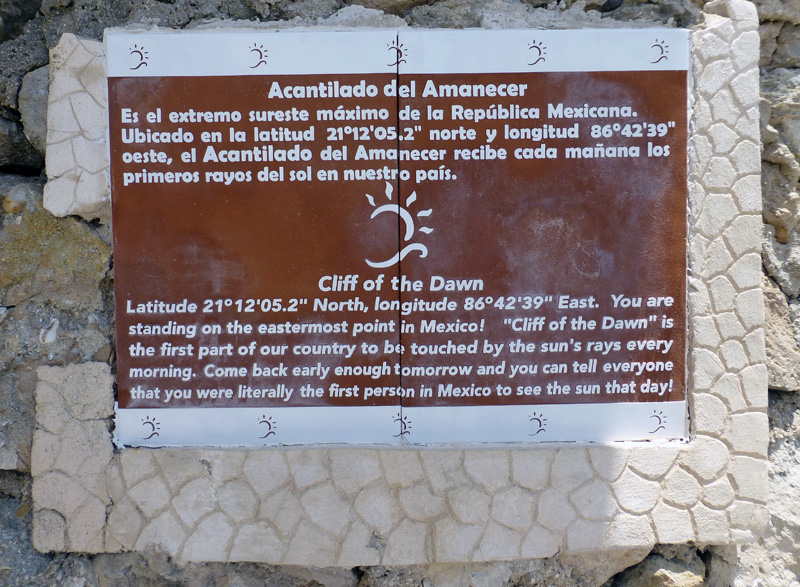 Acantilado del Amanecer
Es el extremo sureste máximo de la República Mexicana.
Ubicado en la latitud 21°12'05.2" norte y longitud 86°42'39"
oeste, el Acantilado del Amanecer recibe cada mañana los
primeros rayos del sol en nuestro país.
Cliff of the Dawn
Latitude 21°12'05.2" North, longitude 86°42'39" East. You are
standing on the eastermost point in Mexico! "Cliff of the Dawn" is
the first part of our country to be touched by the sun's rays every
morning. Come back early enough tomorrow and you can tell everyone
that you were literally the first person in Mexico to see the sun that day!